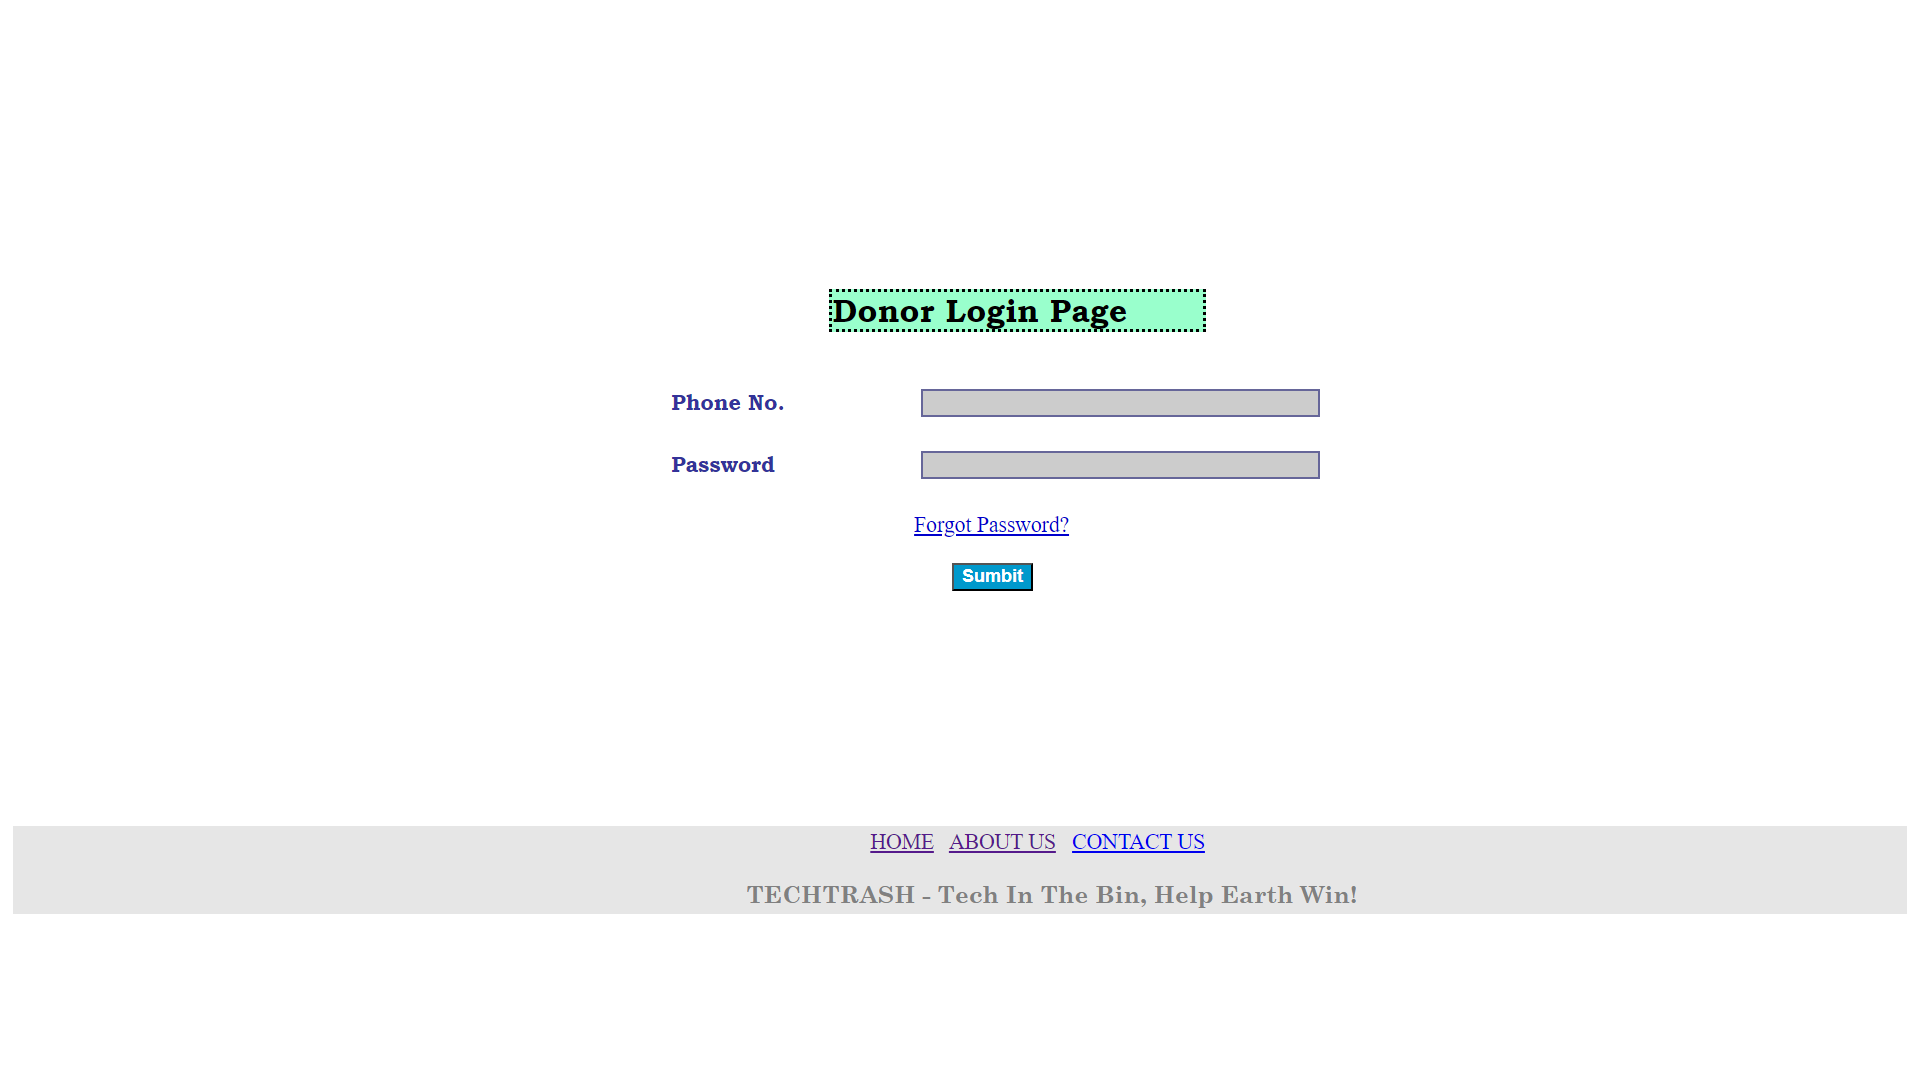 Donor Login Page
Phone No.
Password
Forgot Password?
Sumbit
HOME ABOUT US CONTACT US
TECHTRASH - Tech In The Bin, Help Earth Win!